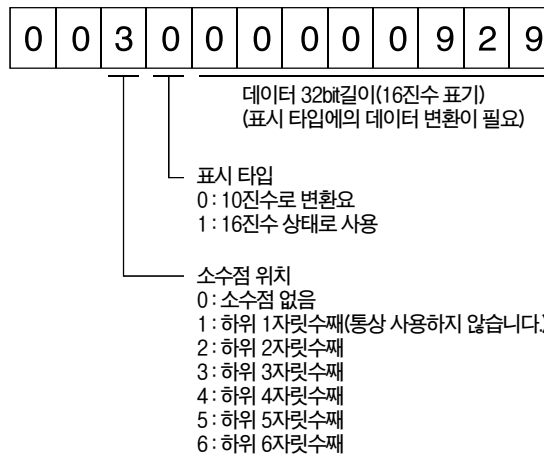 0 0 3 0 0 0 0 0 0 9 2 9
데이터 32bit길이(16진수 표기)
(표시 타입에의 데이터 변환이 필요)
표시 타입
0 : 10진수로 변환요
1 : 16진수 상태로 사용
소수점 위치
0 : 소수점 없음
1 : 하위 1자릿수째(통상 사용하지 않습니다.)
2 : 하위 2자릿수째
3 : 하위 3자릿수째
4 : 하위 4자릿수째
5 : 하위 5자릿수째
6 : 하위 6자릿수째